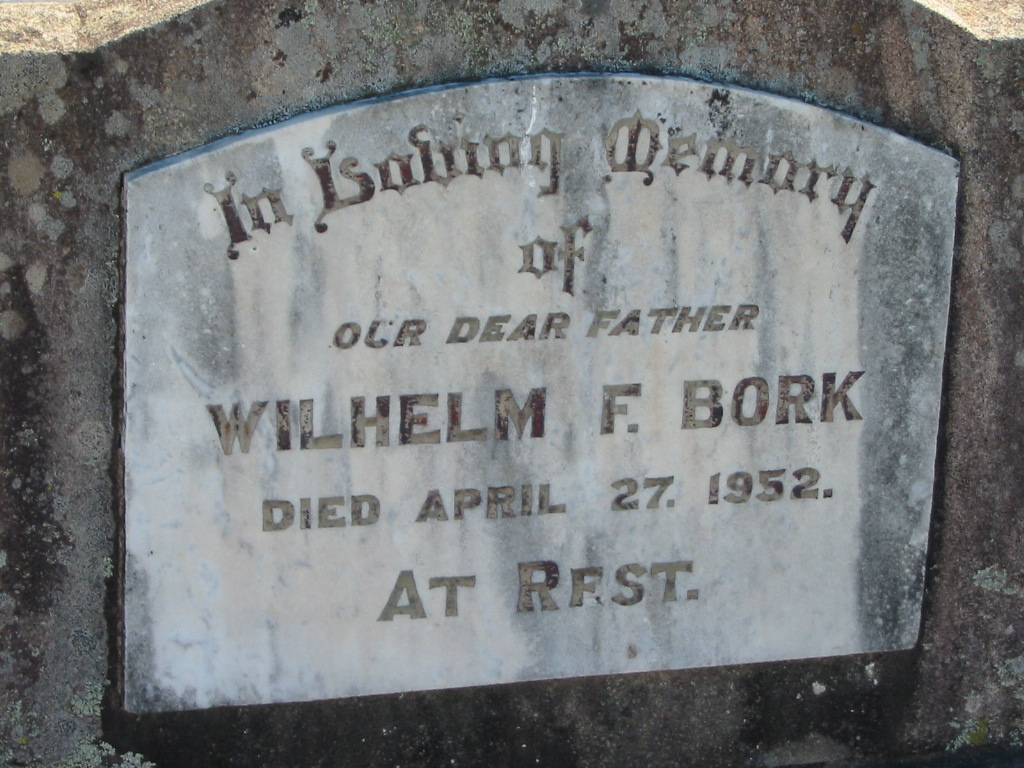 In Loving Memory
of
OUR DEAR FATHER
WILHELM F. BORK
DIED APRIL 27. 1952.
AT REST.